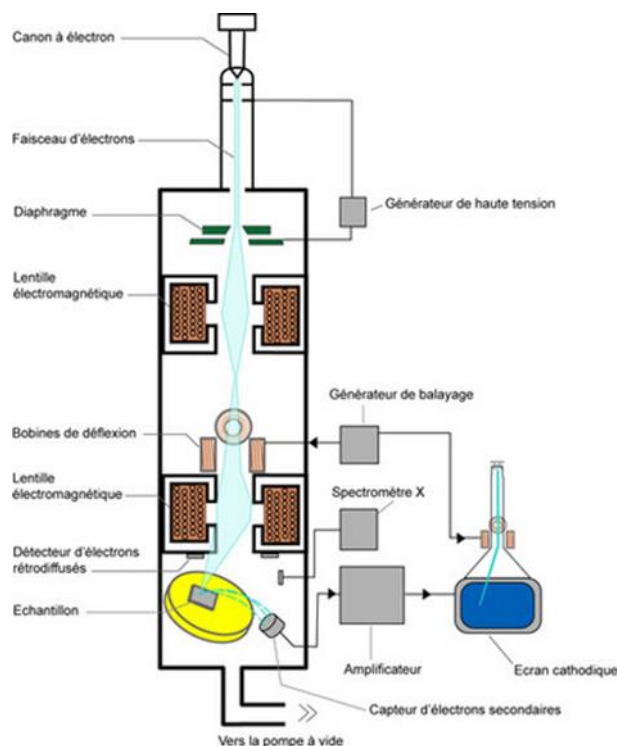 Canon à électron
Faisceau d'électrons
Diaphragme
Générateur de haute tension
Lentille
électromagnétique
Générateur de balayage
Bobines de déflexion
Lentille
électromagnétique
Spectromètre X
Détecteur d'électrons
rétrodiffusés
Echantillon
Amplificateur
Ecran cathodique
Capteur d'électrons secondaires
Vers la pompe à vide